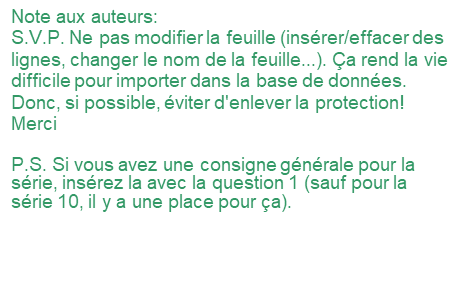 Note aux auteurs:
S.V.P. Ne pas modifier la feuille (insérer/effacer des
lignes, changer le nom de la feuille...). Ça rend la vie
difficile pour importer dans la base de données.
Donc, si possible, éviter d'enlever la protection!
Merci
P.S. Si vous avez une consigne générale pour la
série, insérez la avec la question 1 (sauf pour la
série 10, il y a une place pour ça).